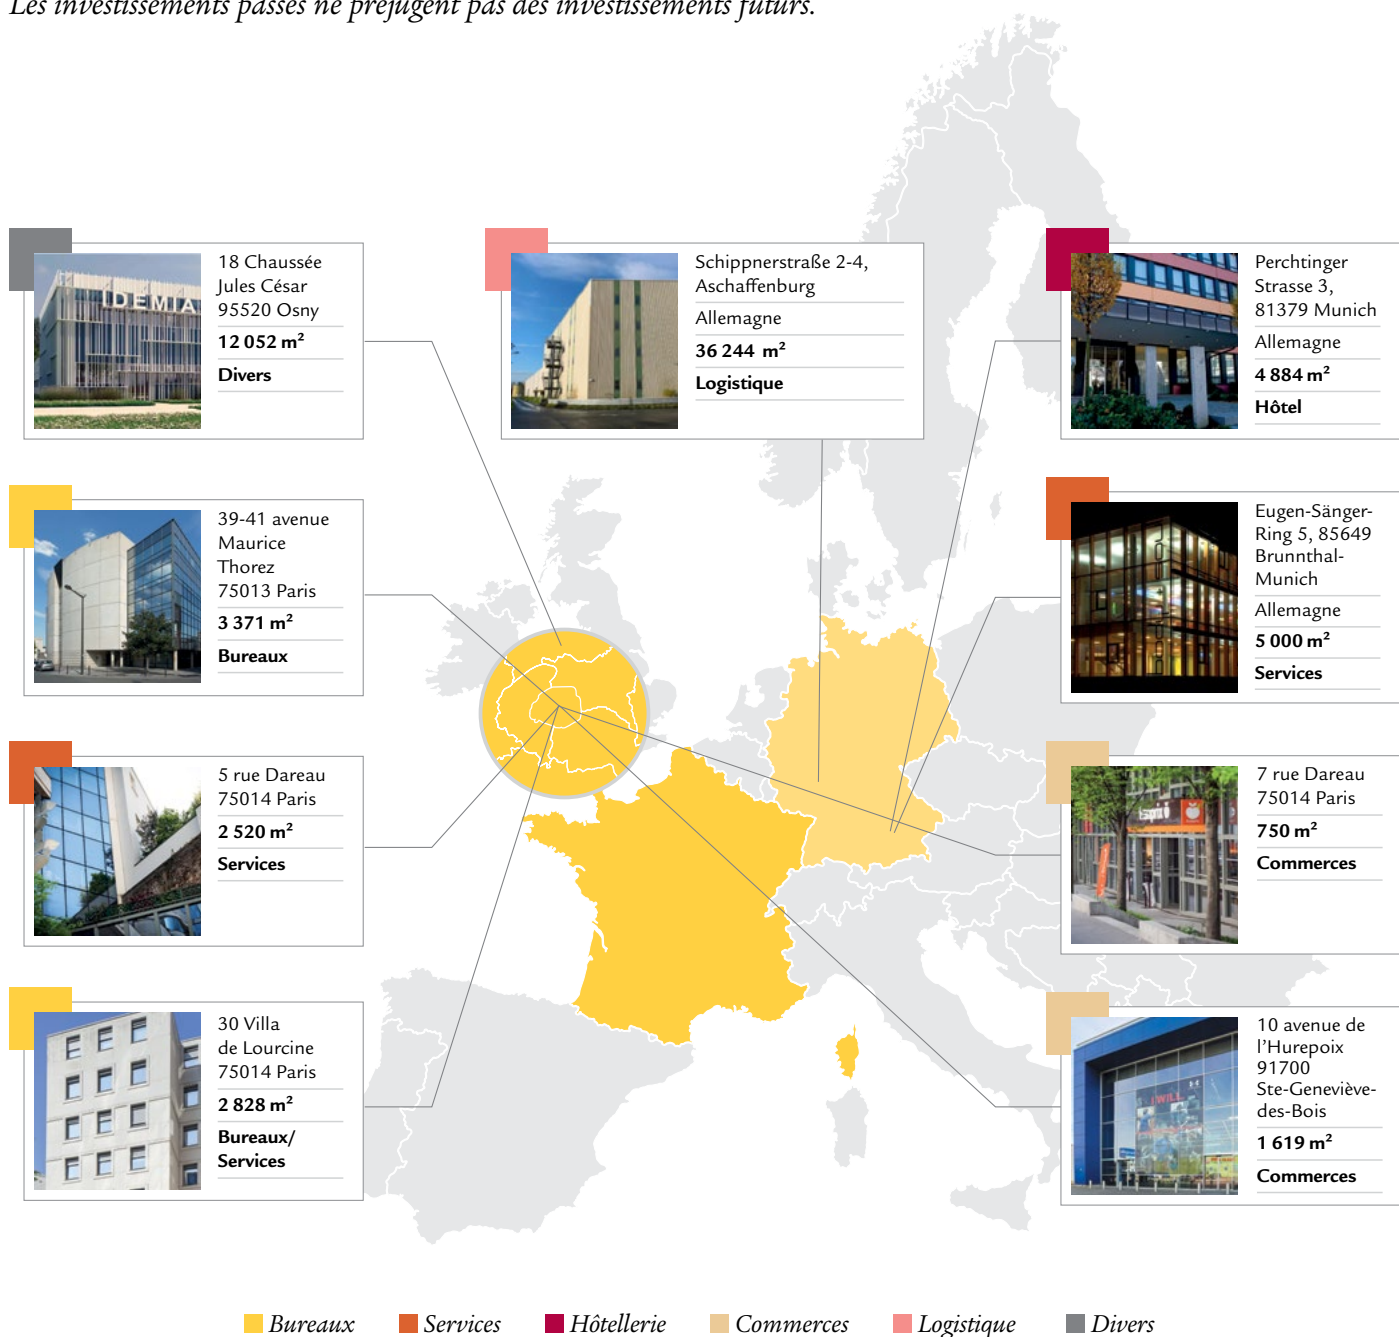 Les investissements passés ne préjugent pas des investissements futurs.
IDEMIA
18 Chaussée
Jules César
95520 Osny
12 052 m²
Divers
Schippnerstraße 2-4,
Aschaffenburg
Allemagne
36 244 m²
Logistique
Perchtinger
Strasse 3,
81379 Munich
Allemagne
4 884 m²
Hôtel
39-41 avenue
Maurice
Thorez
75013 Paris
3 371 m²
Bureaux
Eugen-Sänger-
Ring 5, 85649
Brunnthal-
Munich
Allemagne
5 000 m²
Services
5 rue Dareau
75014 Paris
2 520 m²
Services
7 rue Dareau
75014 Paris
750 m²
Commerces
30 Villa
de Lourcine
75014 Paris
2 828 m²
Bureaux/
Services
I WILL
10 avenue de
l'Hurepoix
91700
Ste-Geneviève-
des-Bois
1 619 m²
Commerces
Bureaux
Services
Hôtellerie
Commerces
Logistique
Divers